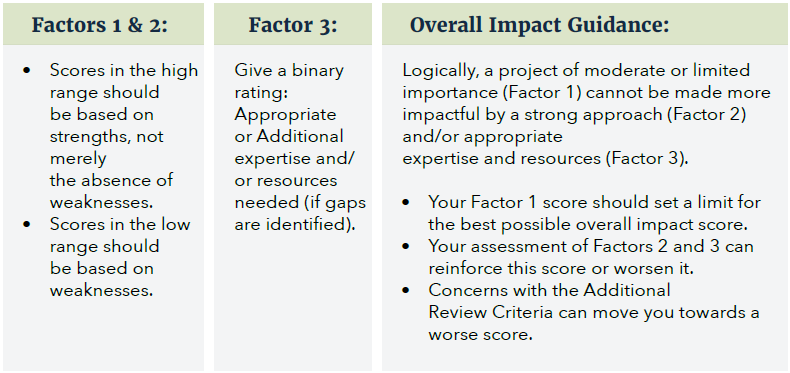 Factors 1 & 2:
• Scores in the high
range should
be based on
strengths, not
merely
the absence of
weaknesses.
• Scores in the low
range should
be based on
weaknesses.
Factor 3:
Give a binary
rating:
Appropriate
or Additional
expertise and/
or resources
needed (if gaps
are identified).
Overall Impact Guidance:
Logically, a project of moderate or limited
importance (Factor 1) cannot be made more
impactful by a strong approach (Factor 2)
and/or appropriate
expertise and resources (Factor 3).
• Your Factor 1 score should set a limit for
the best possible overall impact score.
• Your assessment of Factors 2 and 3 can
reinforce this score or worsen it.
• Concerns with the Additional
Review Criteria can move you towards a
worse score.